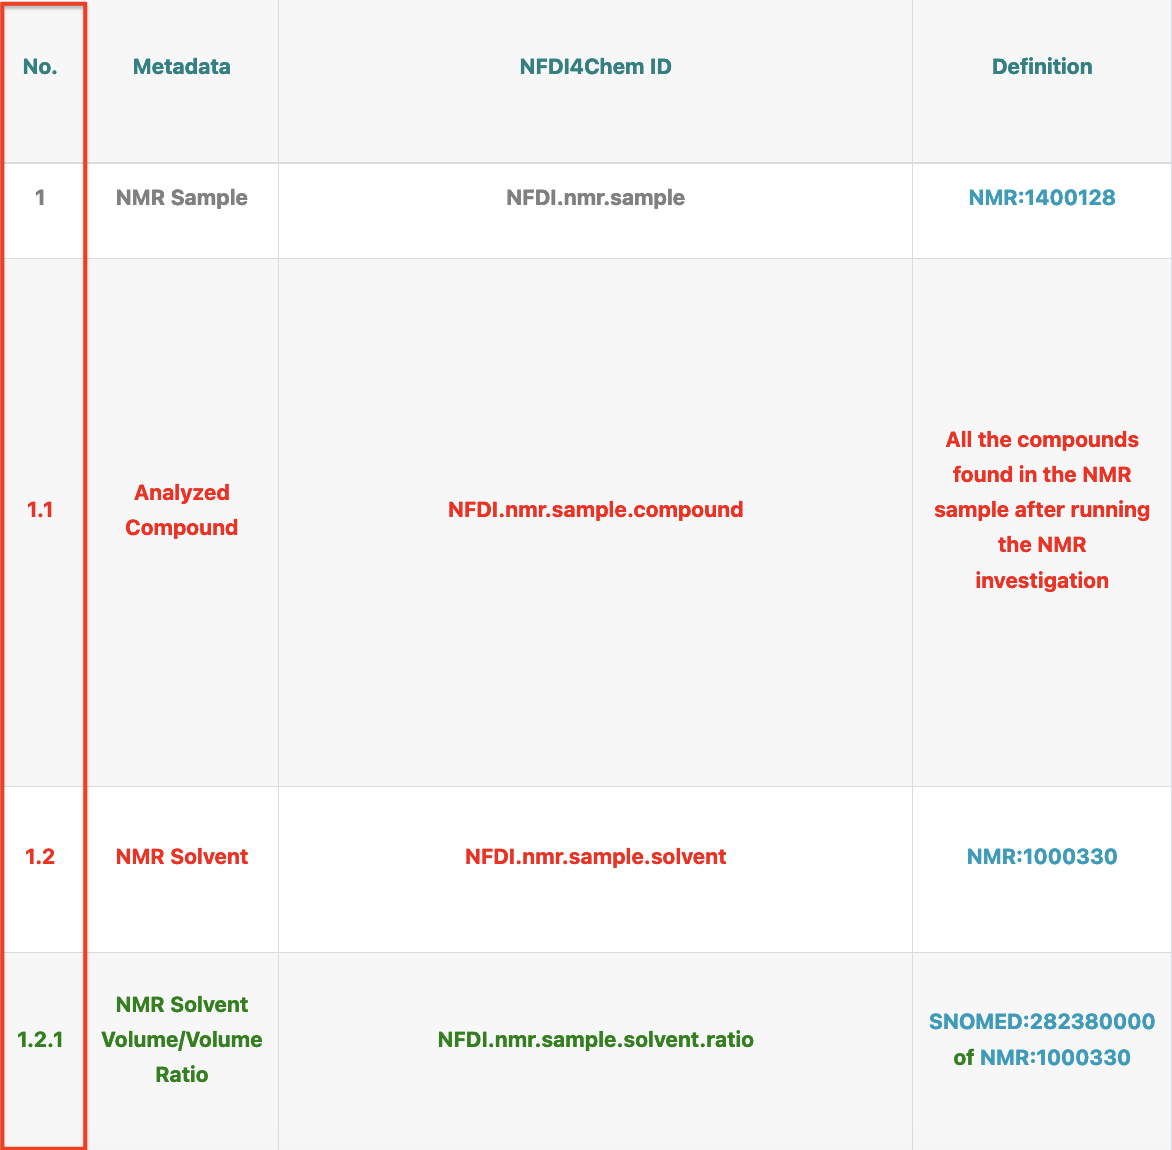 No. Metadata NFDI4Chem ID Definition
1 NMR Sample NFDI.nmr.sample NMR:1400128
1.1
Analyzed
Compound
NFDI.nmr.sample.compound
All the compounds
found in the NMR
sample after running
the NMR
investigation
1.2 NMR Solvent NFDI.nmr.sample.solvent NMR:1000330
1.2.1
NMR Solvent
Volume/Volume
Ratio
NFDI.nmr.sample.solvent.ratio
SNOMED:282380000
of NMR:1000330